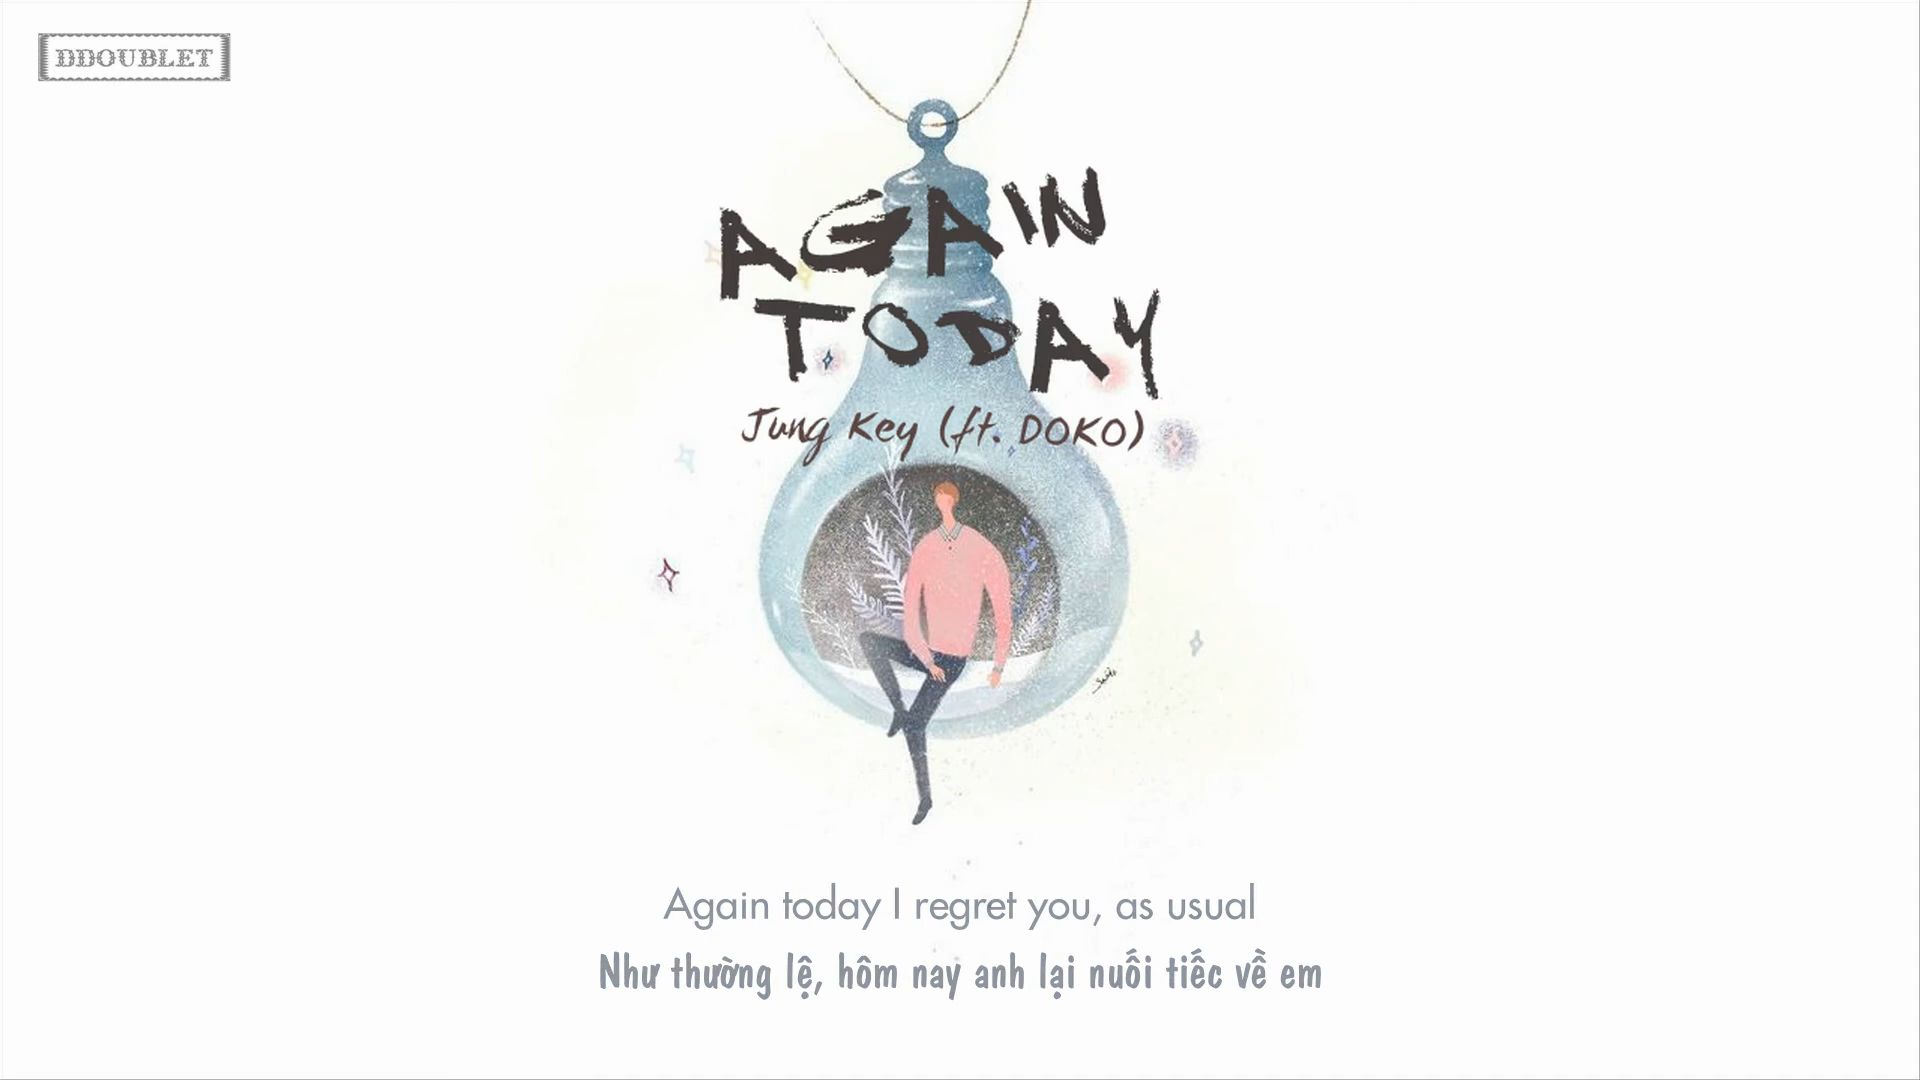 DDOUBLET
AGAIN
TODAY
Jung Key (ft. DOKO)
Again today I regret you, as usual
Như thường lệ, hôm nay anh lại nuối tiếc về em